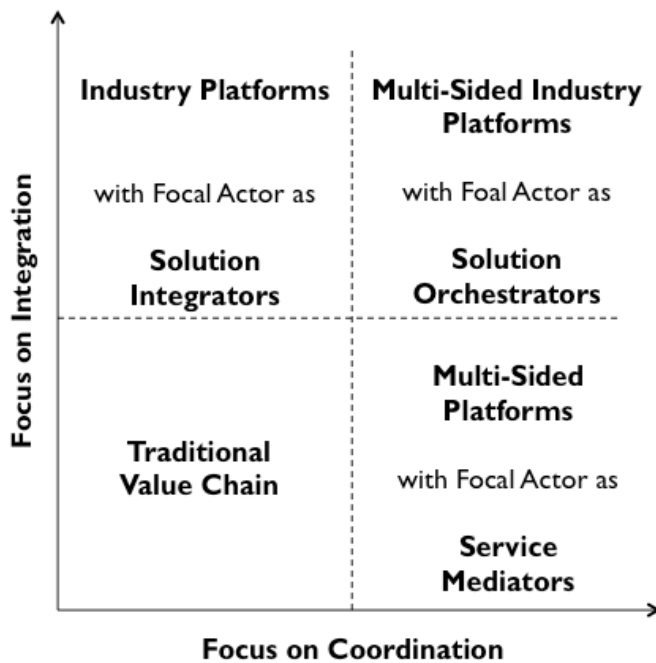 Industry Platforms
with Focal Actor as
Solution
Integrators
Multi-Sided Industry
Platforms
with Foal Actor as
Solution
Orchestrators
Traditional
Value Chain
Multi-Sided
Platforms
with Focal Actor as
Service
Mediators
Focus on Integration
Focus on Coordination